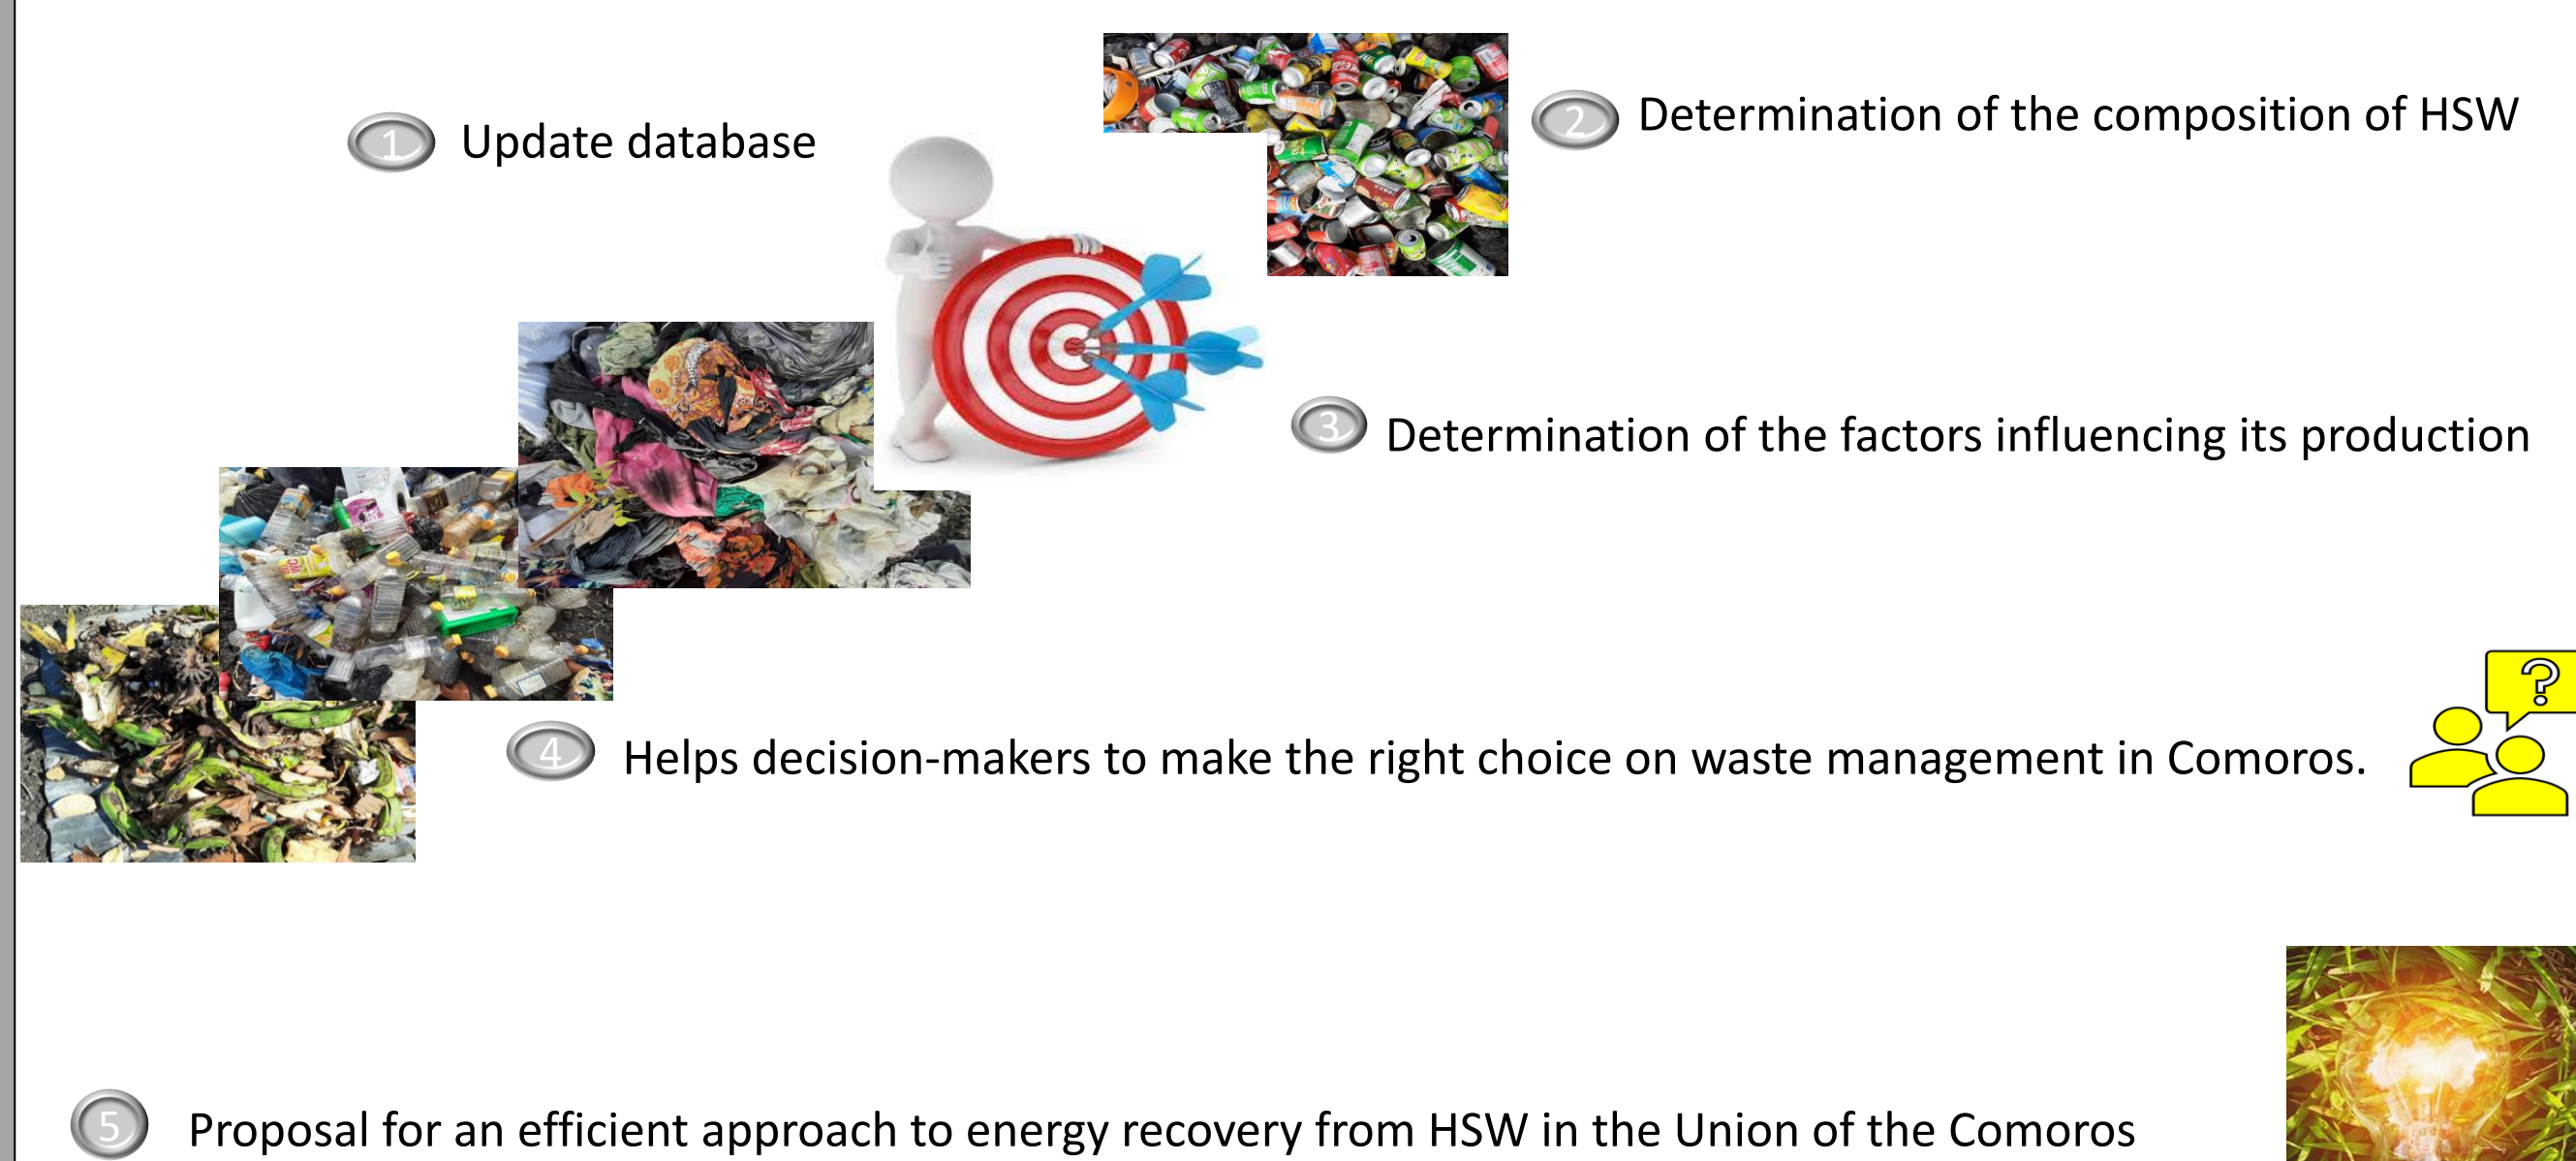 1 Update database
2 Determination of the composition of HSW
3 Determination of the factors influencing its production
4 Helps decision-makers to make the right choice on waste management in Comoros.
?
5 Proposal for an efficient approach to energy recovery from HSW in the Union of the Comoros